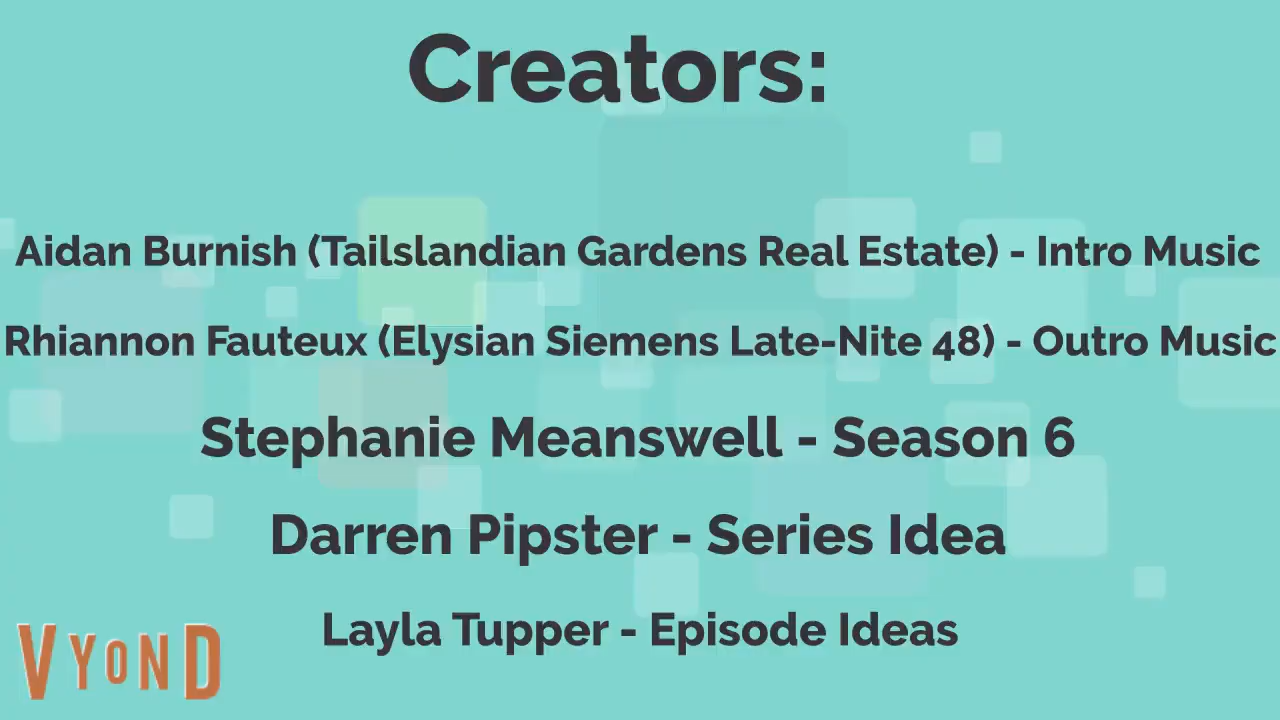 Creators:
Aidan Burnish (Tailslandian Gardens Real Estate) - Intro Music
Rhiannon Fauteux (Elysian Siemens Late-Nite 48) - Outro Music
Stephanie Meanswell - Season 6
Darren Pipster - Series Idea
Layla Tupper - Episode Ideas
VYOND